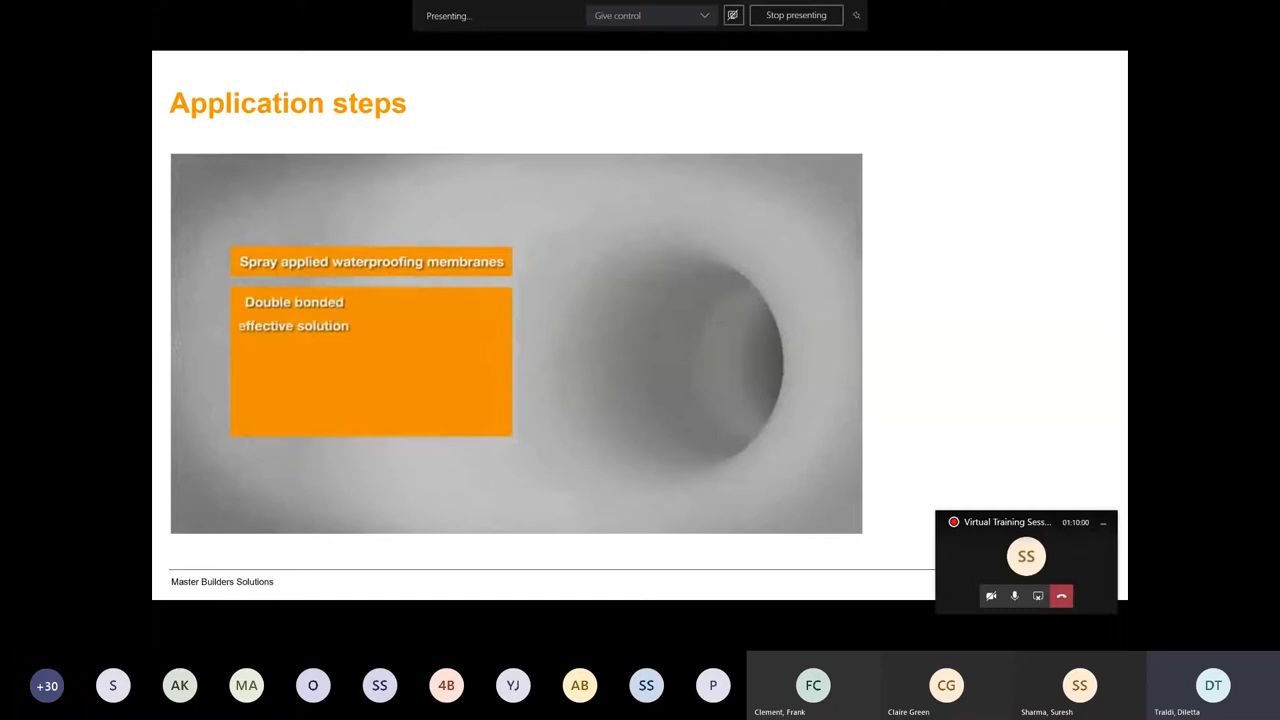 Presenting...
Give control
Stop presenting
Application steps
Spray applied waterproofing membranes
Double bonded
effective solution
Master Builders Solutions
Virtual Training Sess...
01:10:00
SS
+30
S
AK
MA
O
SS
4B
YJ
AB
SS
P
FC
CG
SS
DT
Clement, Frank
Claire Green
Sharma, Suresh
Traldi, Diletta